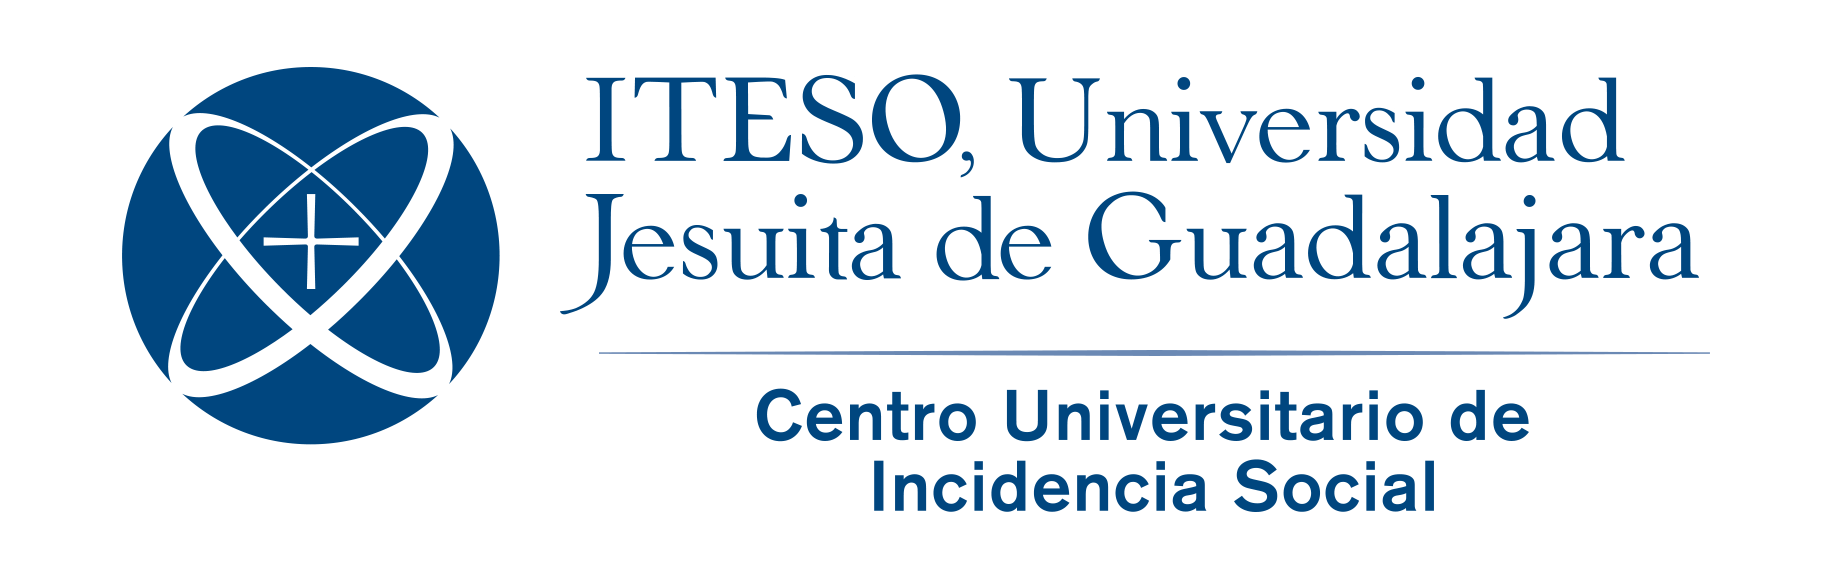 ITESO, Universidad
Jesuita de Guadalajara
Centro Universitario de
Incidencia Social